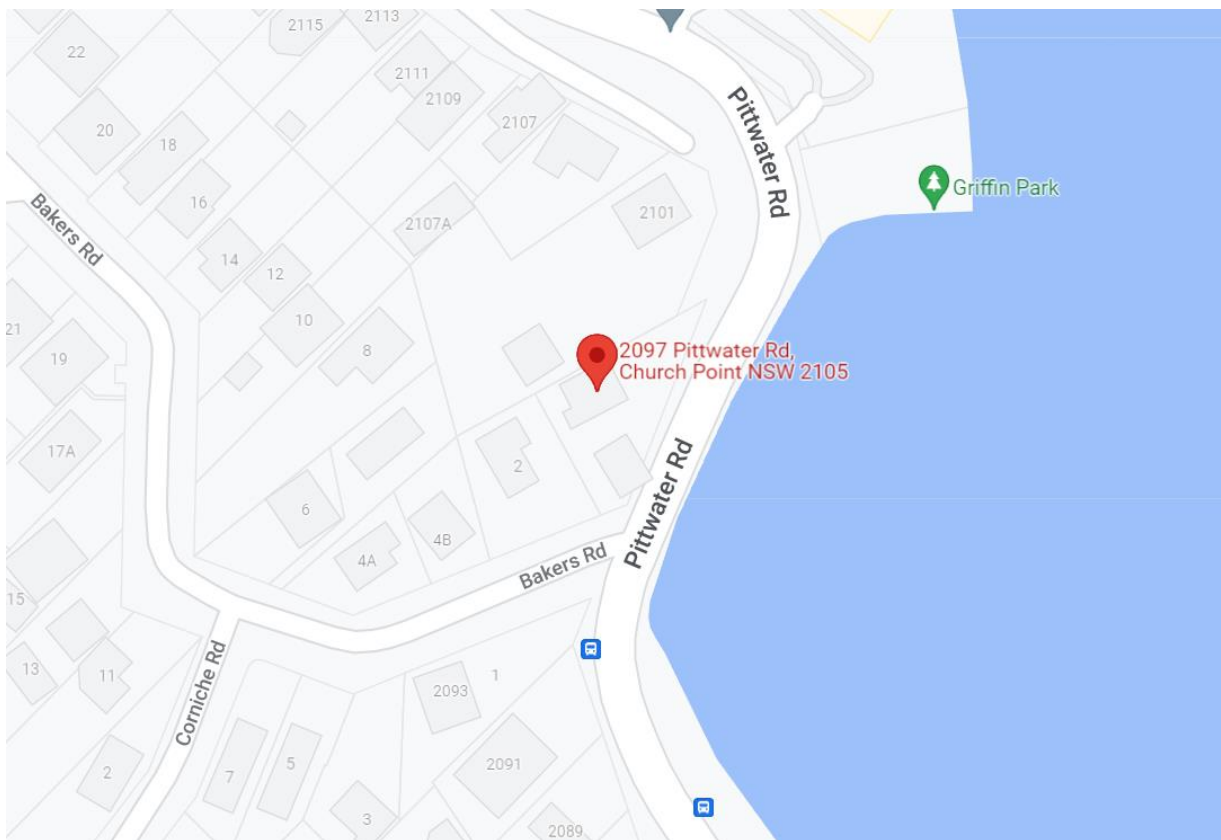 2115
2113
22
2111
2109
2107
20
18
Pittwater Rd
16
Griffin Park
2101
2107A
Bakers Rd
14
12
10
21
19
8
2097 Pittwater Rd,
Church Point NSW 2105
17A
2
6
4B
4A
Pittwater Rd
Bakers Rd
15
13
11
Corniche Rd
1
2093
2
7
5
2091
3
2089